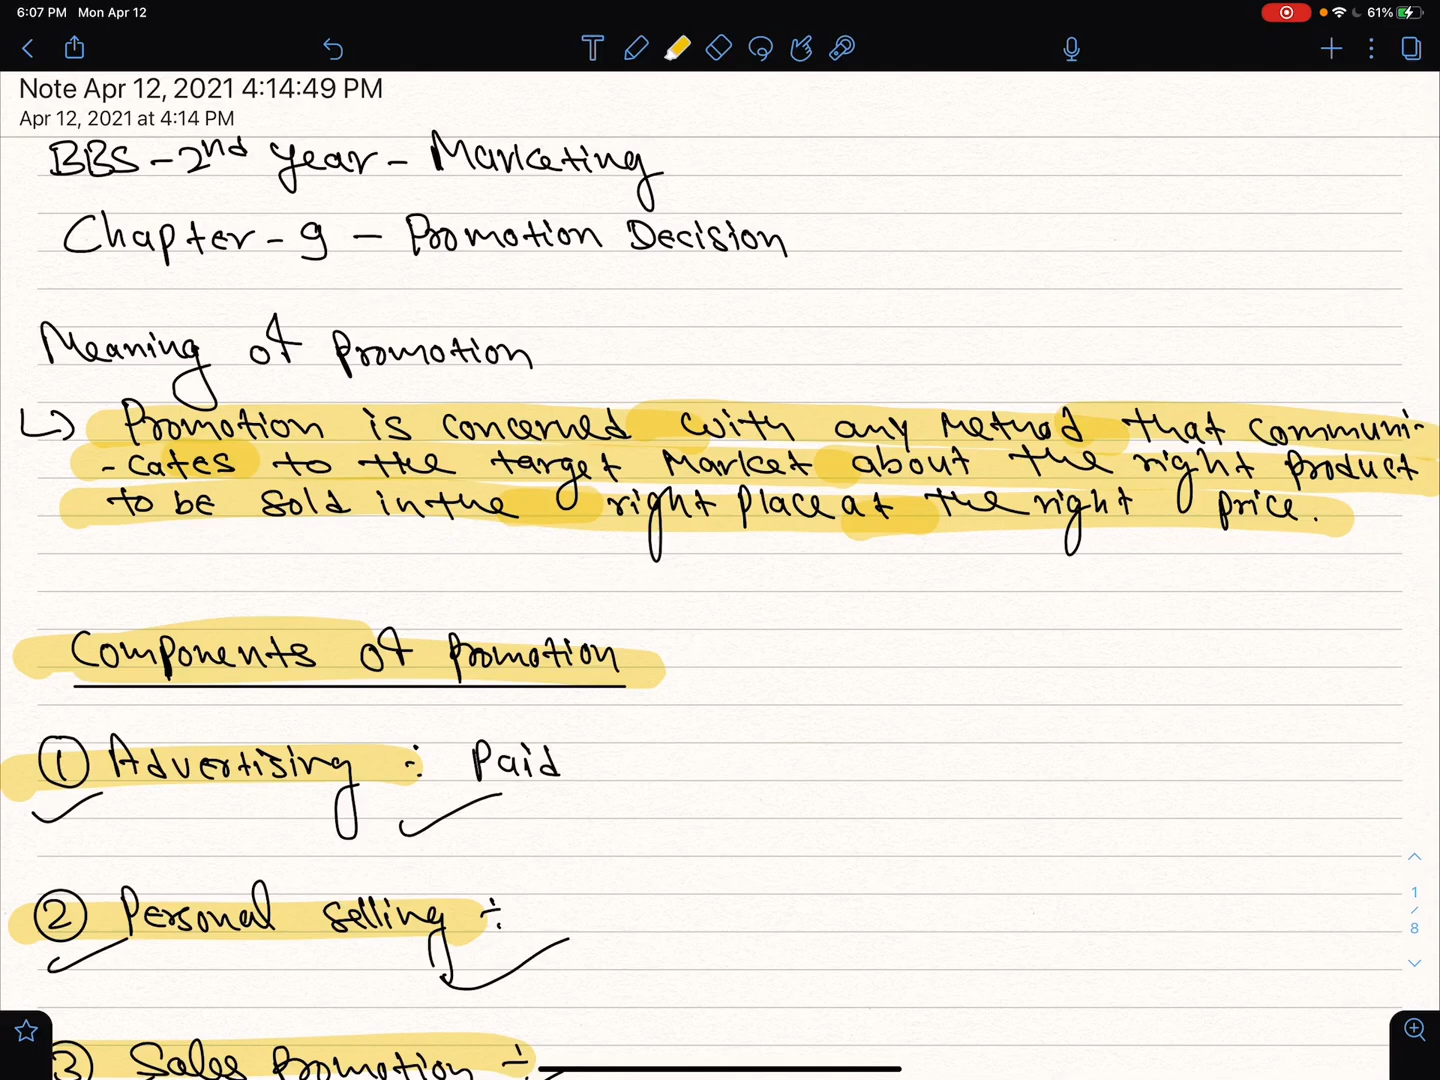 6:07 PM Mon Apr 12
61%
Note Apr 12, 2021 4:14:49 PM
Apr 12, 2021 at 4:14 PM
BBS-2nd year- Marketing
Chapter-9 - Promotion Decision
Meaning of promotion
↳ Promotion is concerned with any method that communi-
-cates to the target market about the right product
to be sold in the right place at the right price.
Components of promotion
① Advertising : Paid
② Personal selling ÷
③ Sales promotion ÷
1
/
8